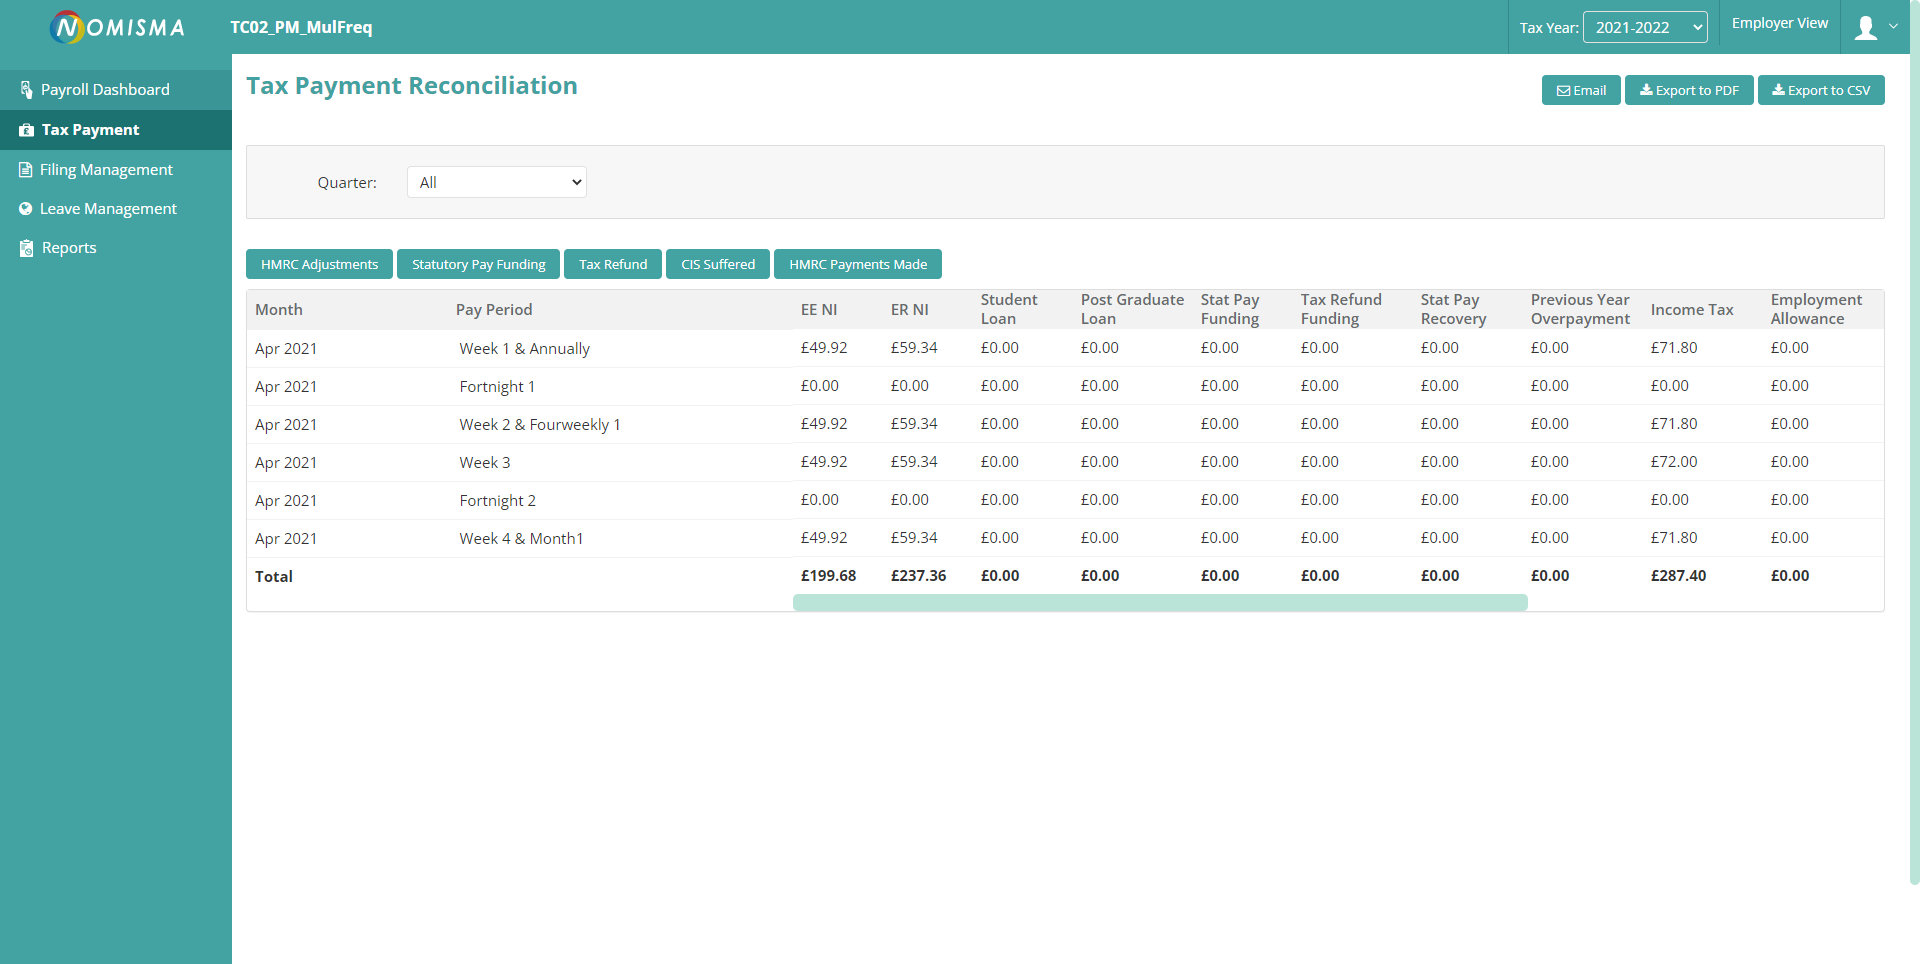 NOMISMA
TC02_PM_MulFreq
Tax Year: 2021-2022
Employer View
Payroll Dashboard
Tax Payment
Filing Management
Leave Management
Reports
Tax Payment Reconciliation
Email
Export to PDF
Export to CSV
Quarter: All
HMRC Adjustments
Statutory Pay Funding
Tax Refund
CIS Suffered
HMRC Payments Made
Month Pay Period EE NI ER NI Student Loan Post Graduate Loan Stat Pay Funding Tax Refund Funding Stat Pay Recovery Previous Year Overpayment Income Tax Employment Allowance
Apr 2021 Week 1 & Annually £49.92 £59.34 £0.00 £0.00 £0.00 £0.00 £0.00 £0.00 £71.80 £0.00
Apr 2021 Fortnight 1 £0.00 £0.00 £0.00 £0.00 £0.00 £0.00 £0.00 £0.00 £0.00 £0.00
Apr 2021 Week 2 & Fourweekly 1 £49.92 £59.34 £0.00 £0.00 £0.00 £0.00 £0.00 £0.00 £71.80 £0.00
Apr 2021 Week 3 £49.92 £59.34 £0.00 £0.00 £0.00 £0.00 £0.00 £0.00 £72.00 £0.00
Apr 2021 Fortnight 2 £0.00 £0.00 £0.00 £0.00 £0.00 £0.00 £0.00 £0.00 £0.00 £0.00
Apr 2021 Week 4 & Month1 £49.92 £59.34 £0.00 £0.00 £0.00 £0.00 £0.00 £0.00 £71.80 £0.00
Total £199.68 £237.36 £0.00 £0.00 £0.00 £0.00 £0.00 £0.00 £287.40 £0.00